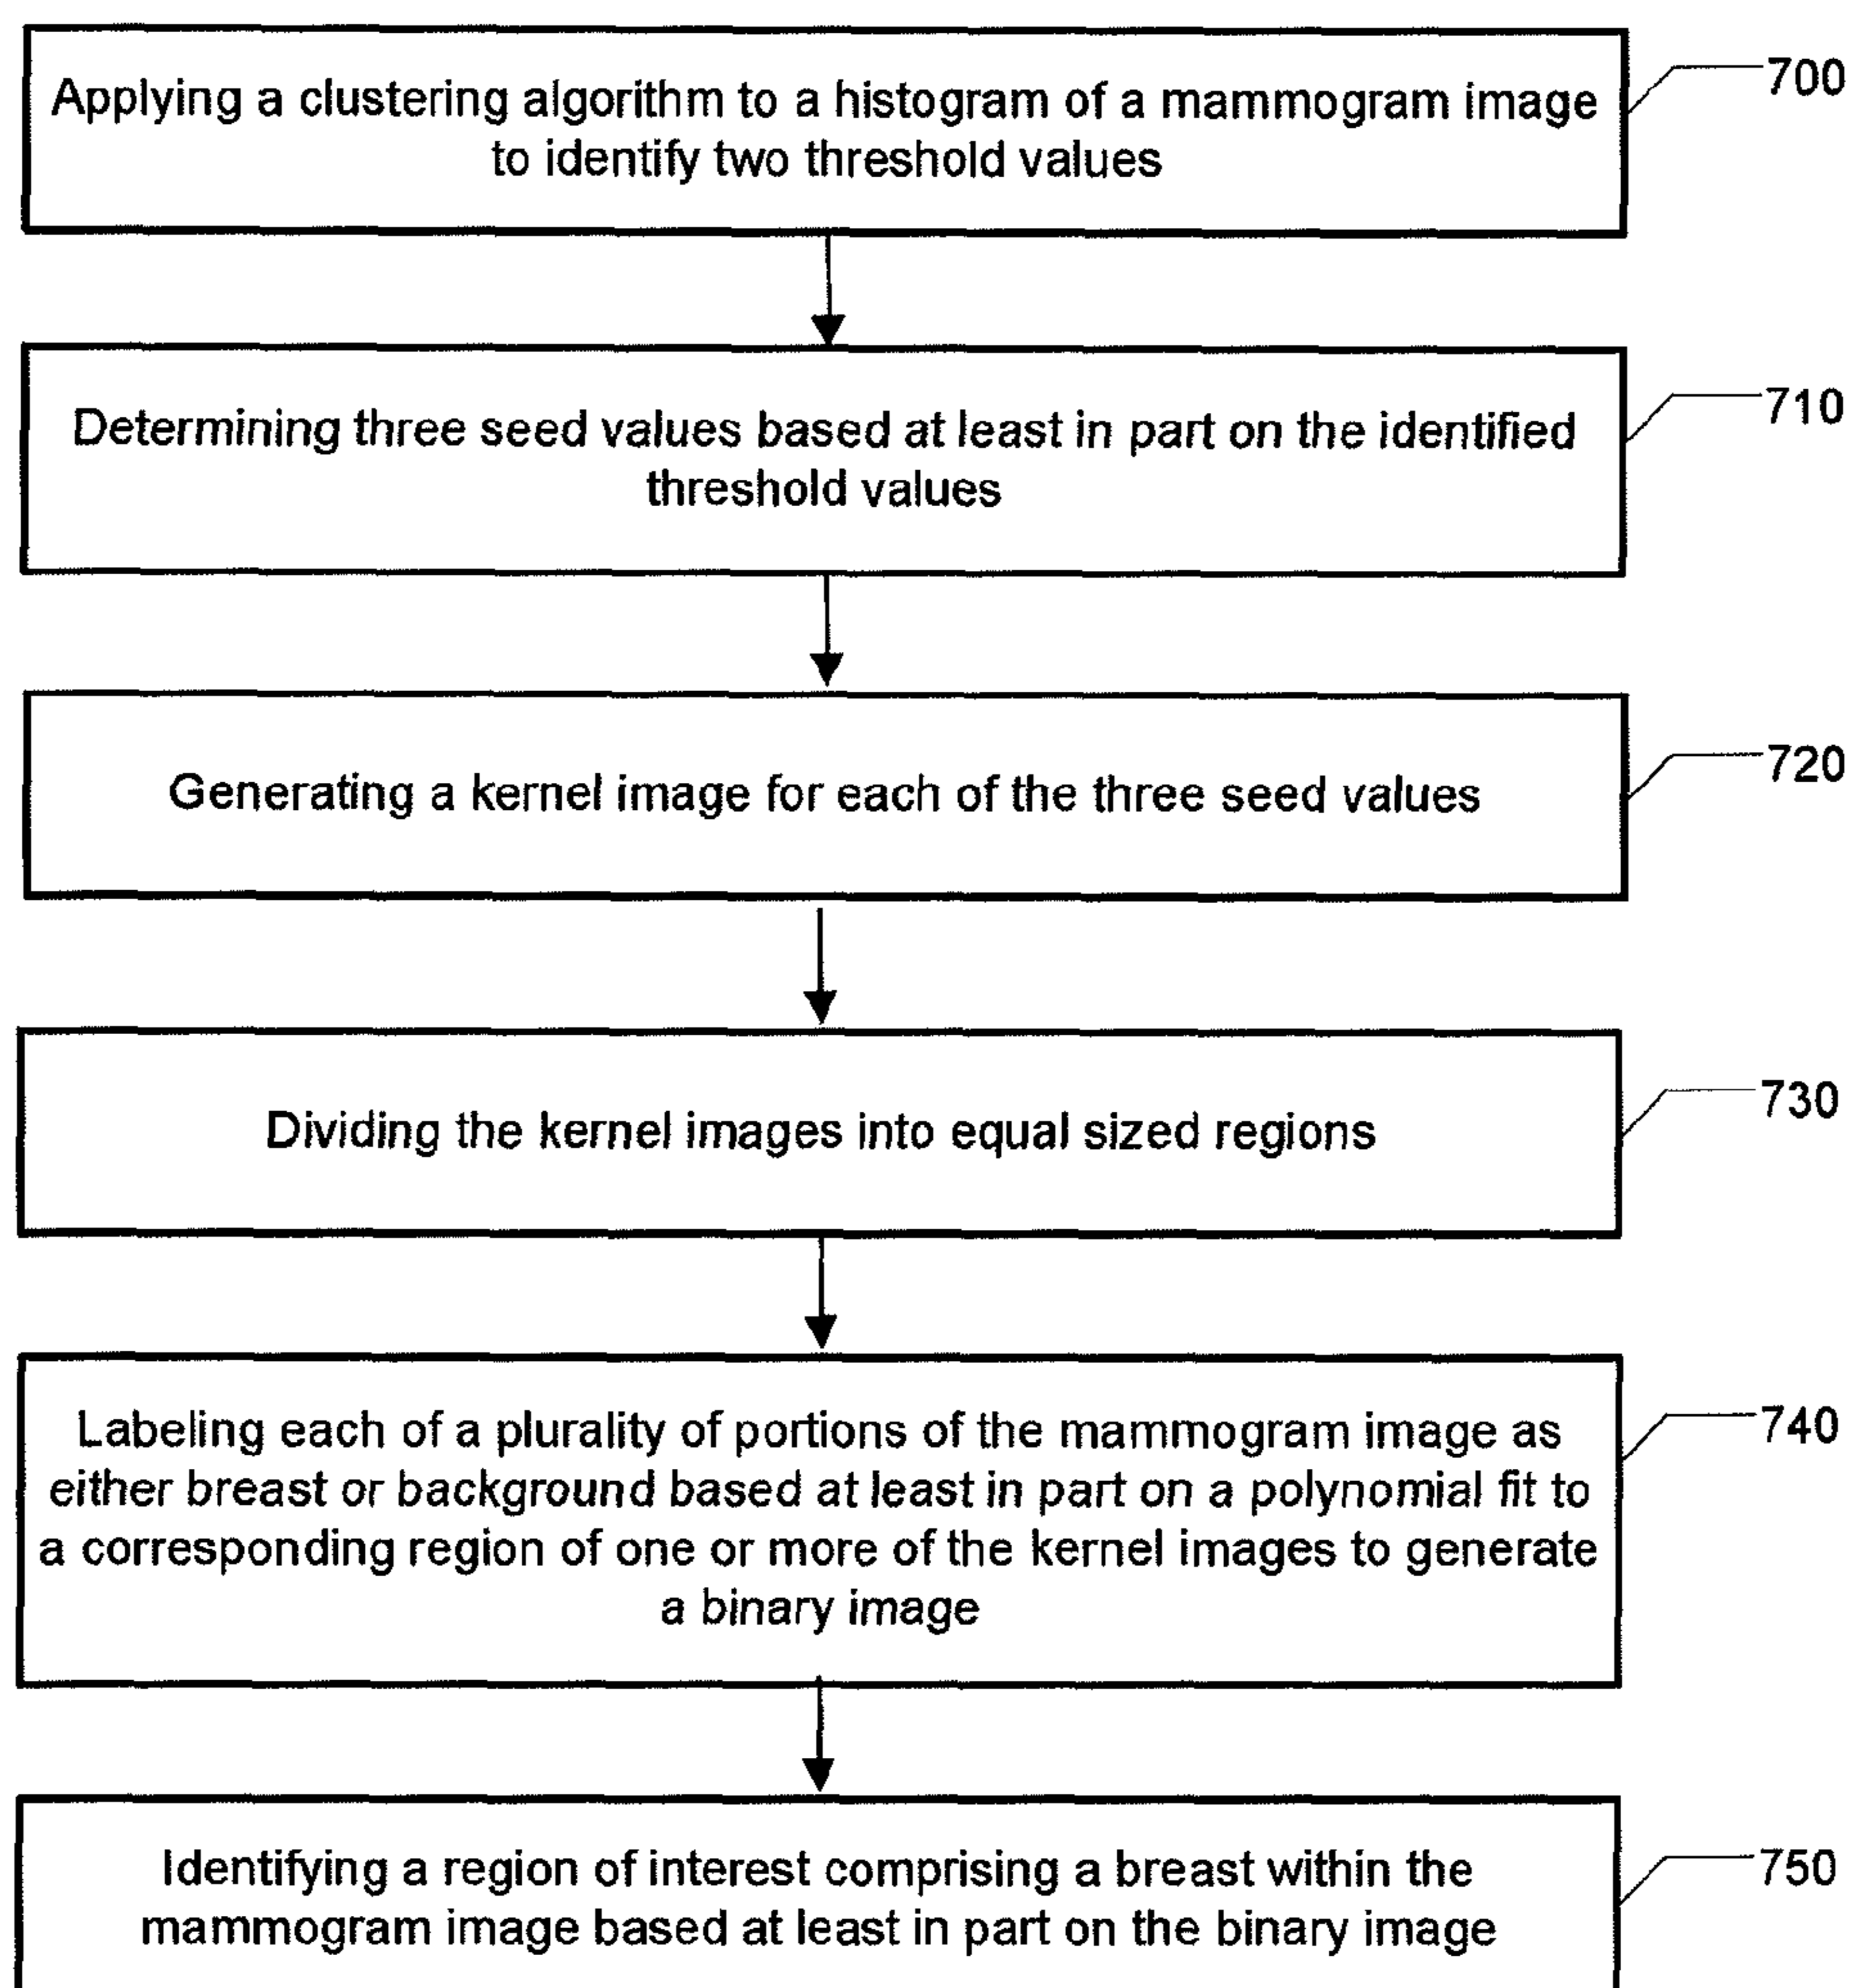 Applying a clustering algorithm to a histogram of a mammogram image
to identify two threshold values
700
Determining three seed values based at least in part on the identified
threshold values
710
Generating a kernel image for each of the three seed values
720
Dividing the kernel images into equal sized regions
730
Labeling each of a plurality of portions of the mammogram image as
either breast or background based at least in part on a polynomial fit to
a corresponding region of one or more of the kernel images to generate
a binary image
740
Identifying a region of interest comprising a breast within the
mammogram image based at least in part on the binary image
750